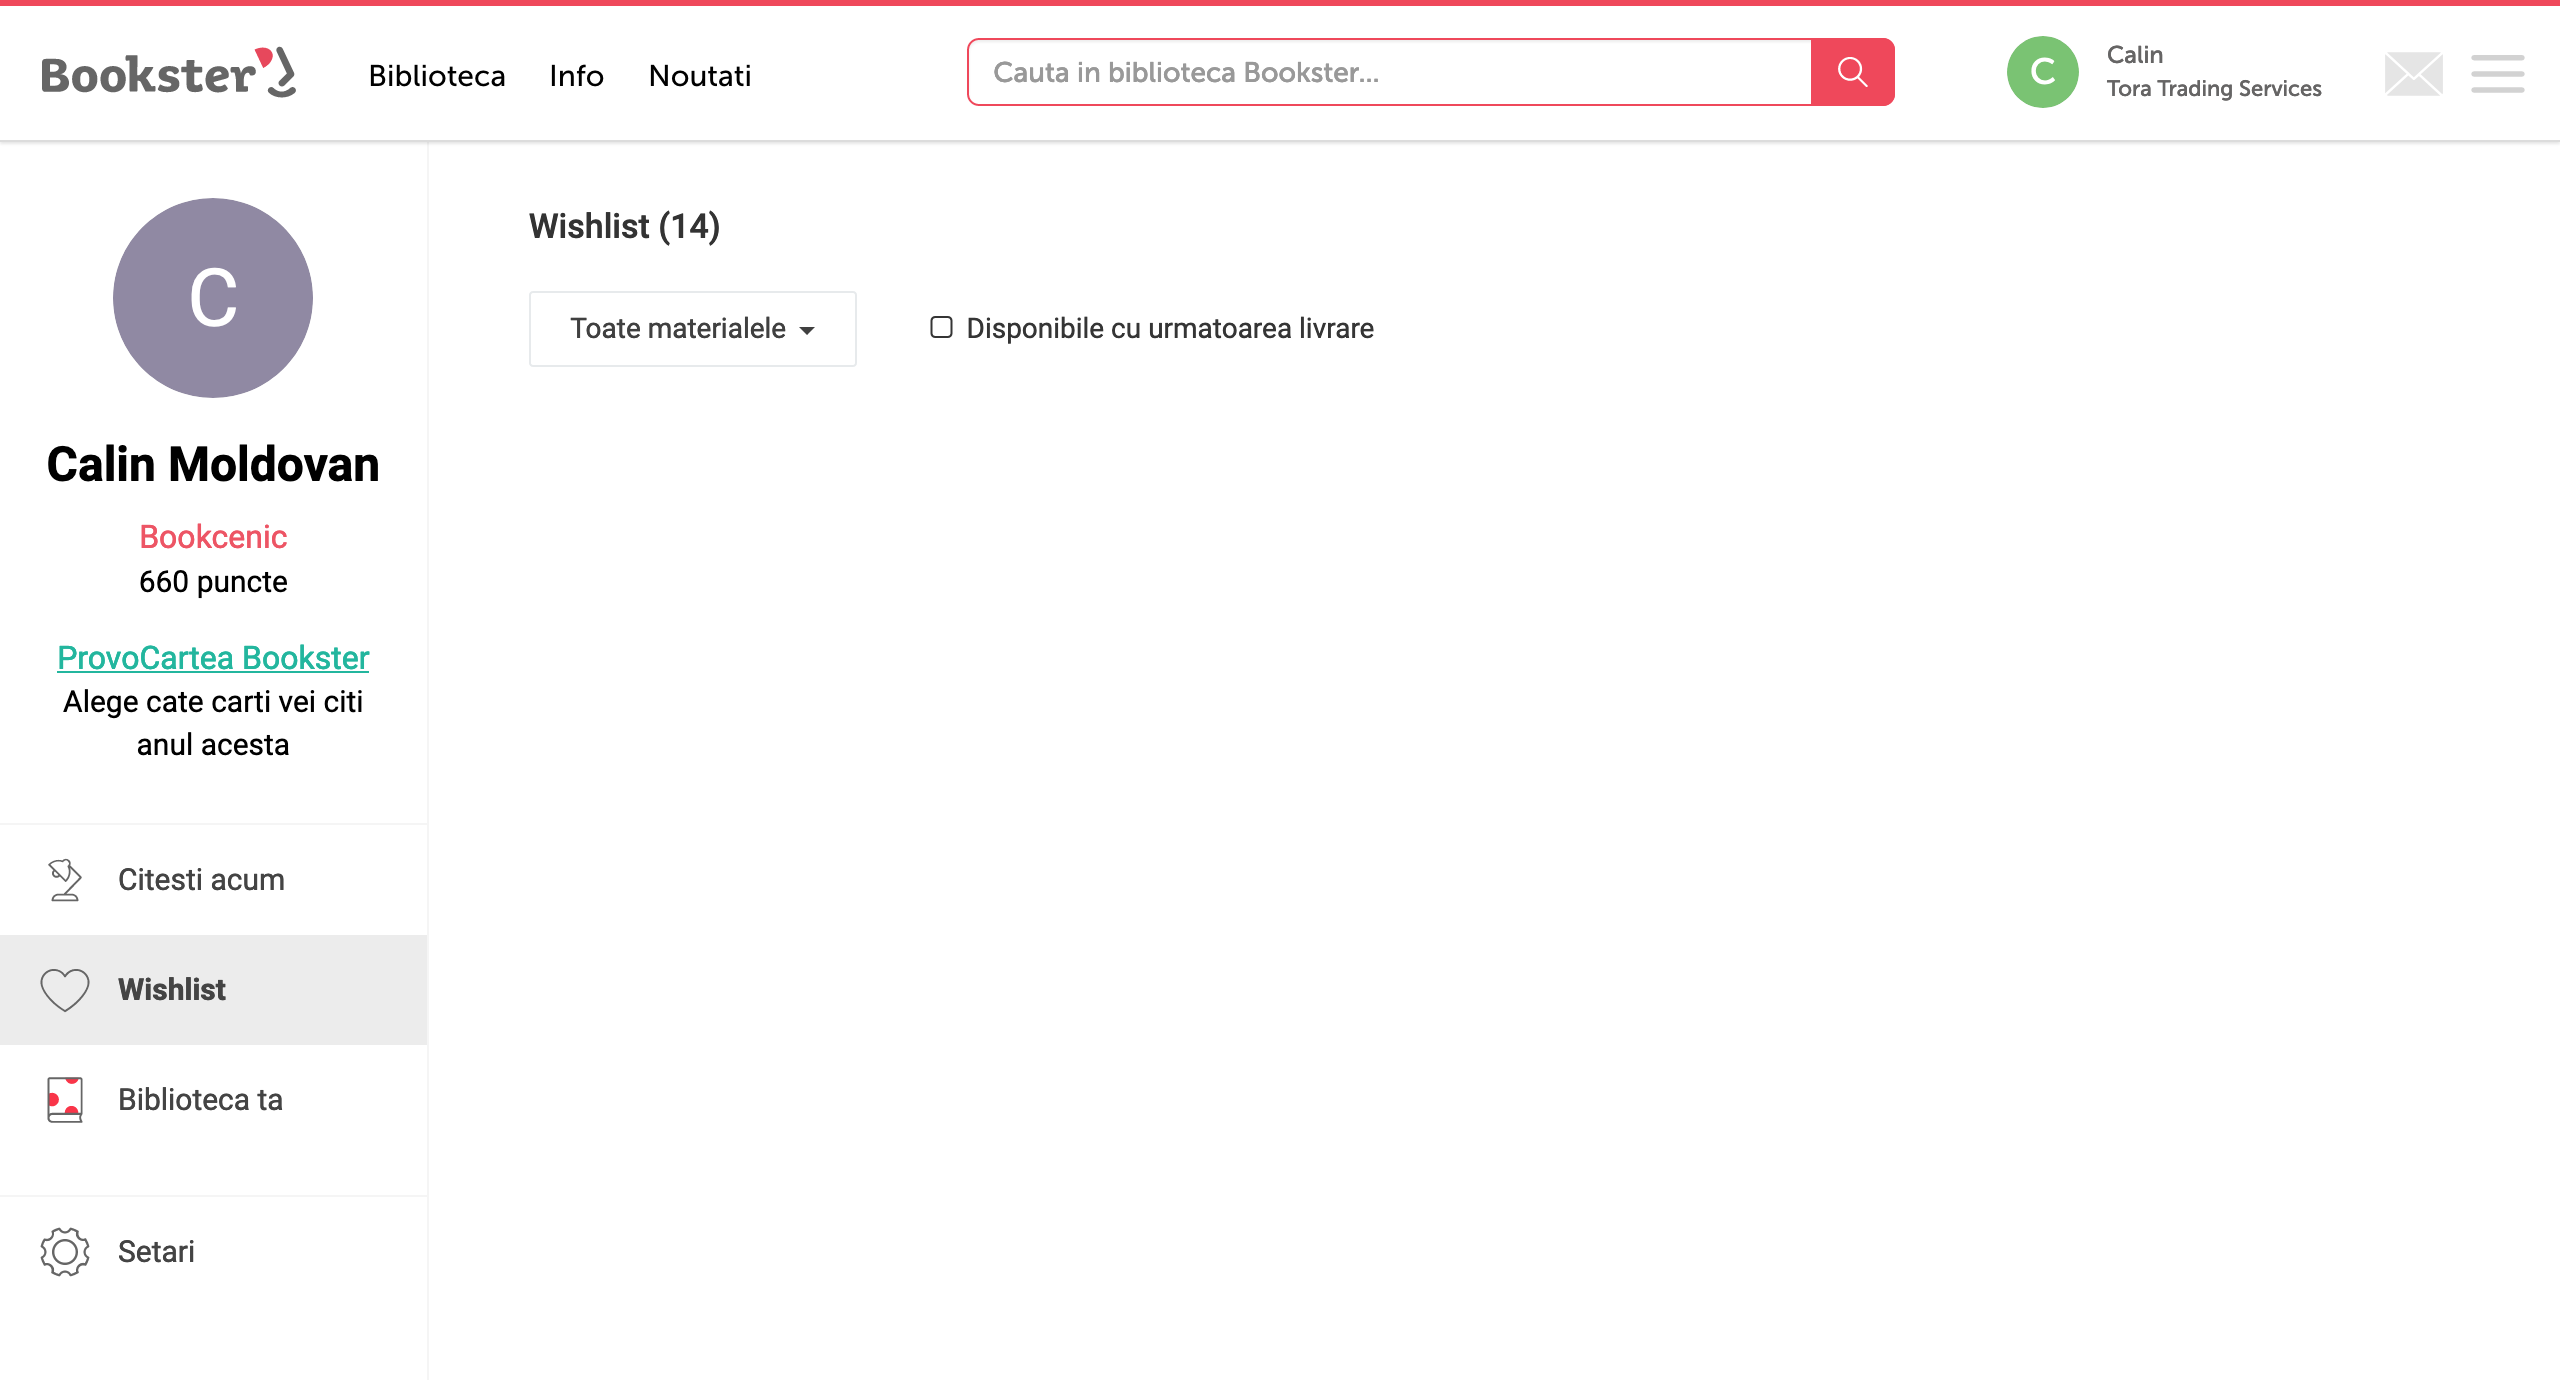 Bookster
Biblioteca
Info
Noutati
Cauta in biblioteca Bookster...
C
Calin
Tora Trading Services
C
Calin Moldovan
Bookcenic
660 puncte
ProvoCartea Bookster
Alege cate carti vei citi
anul acesta
Citesti acum
Wishlist
Biblioteca ta
Setari
Wishlist (14)
Toate materialele
Disponibile cu urmatoarea livrare